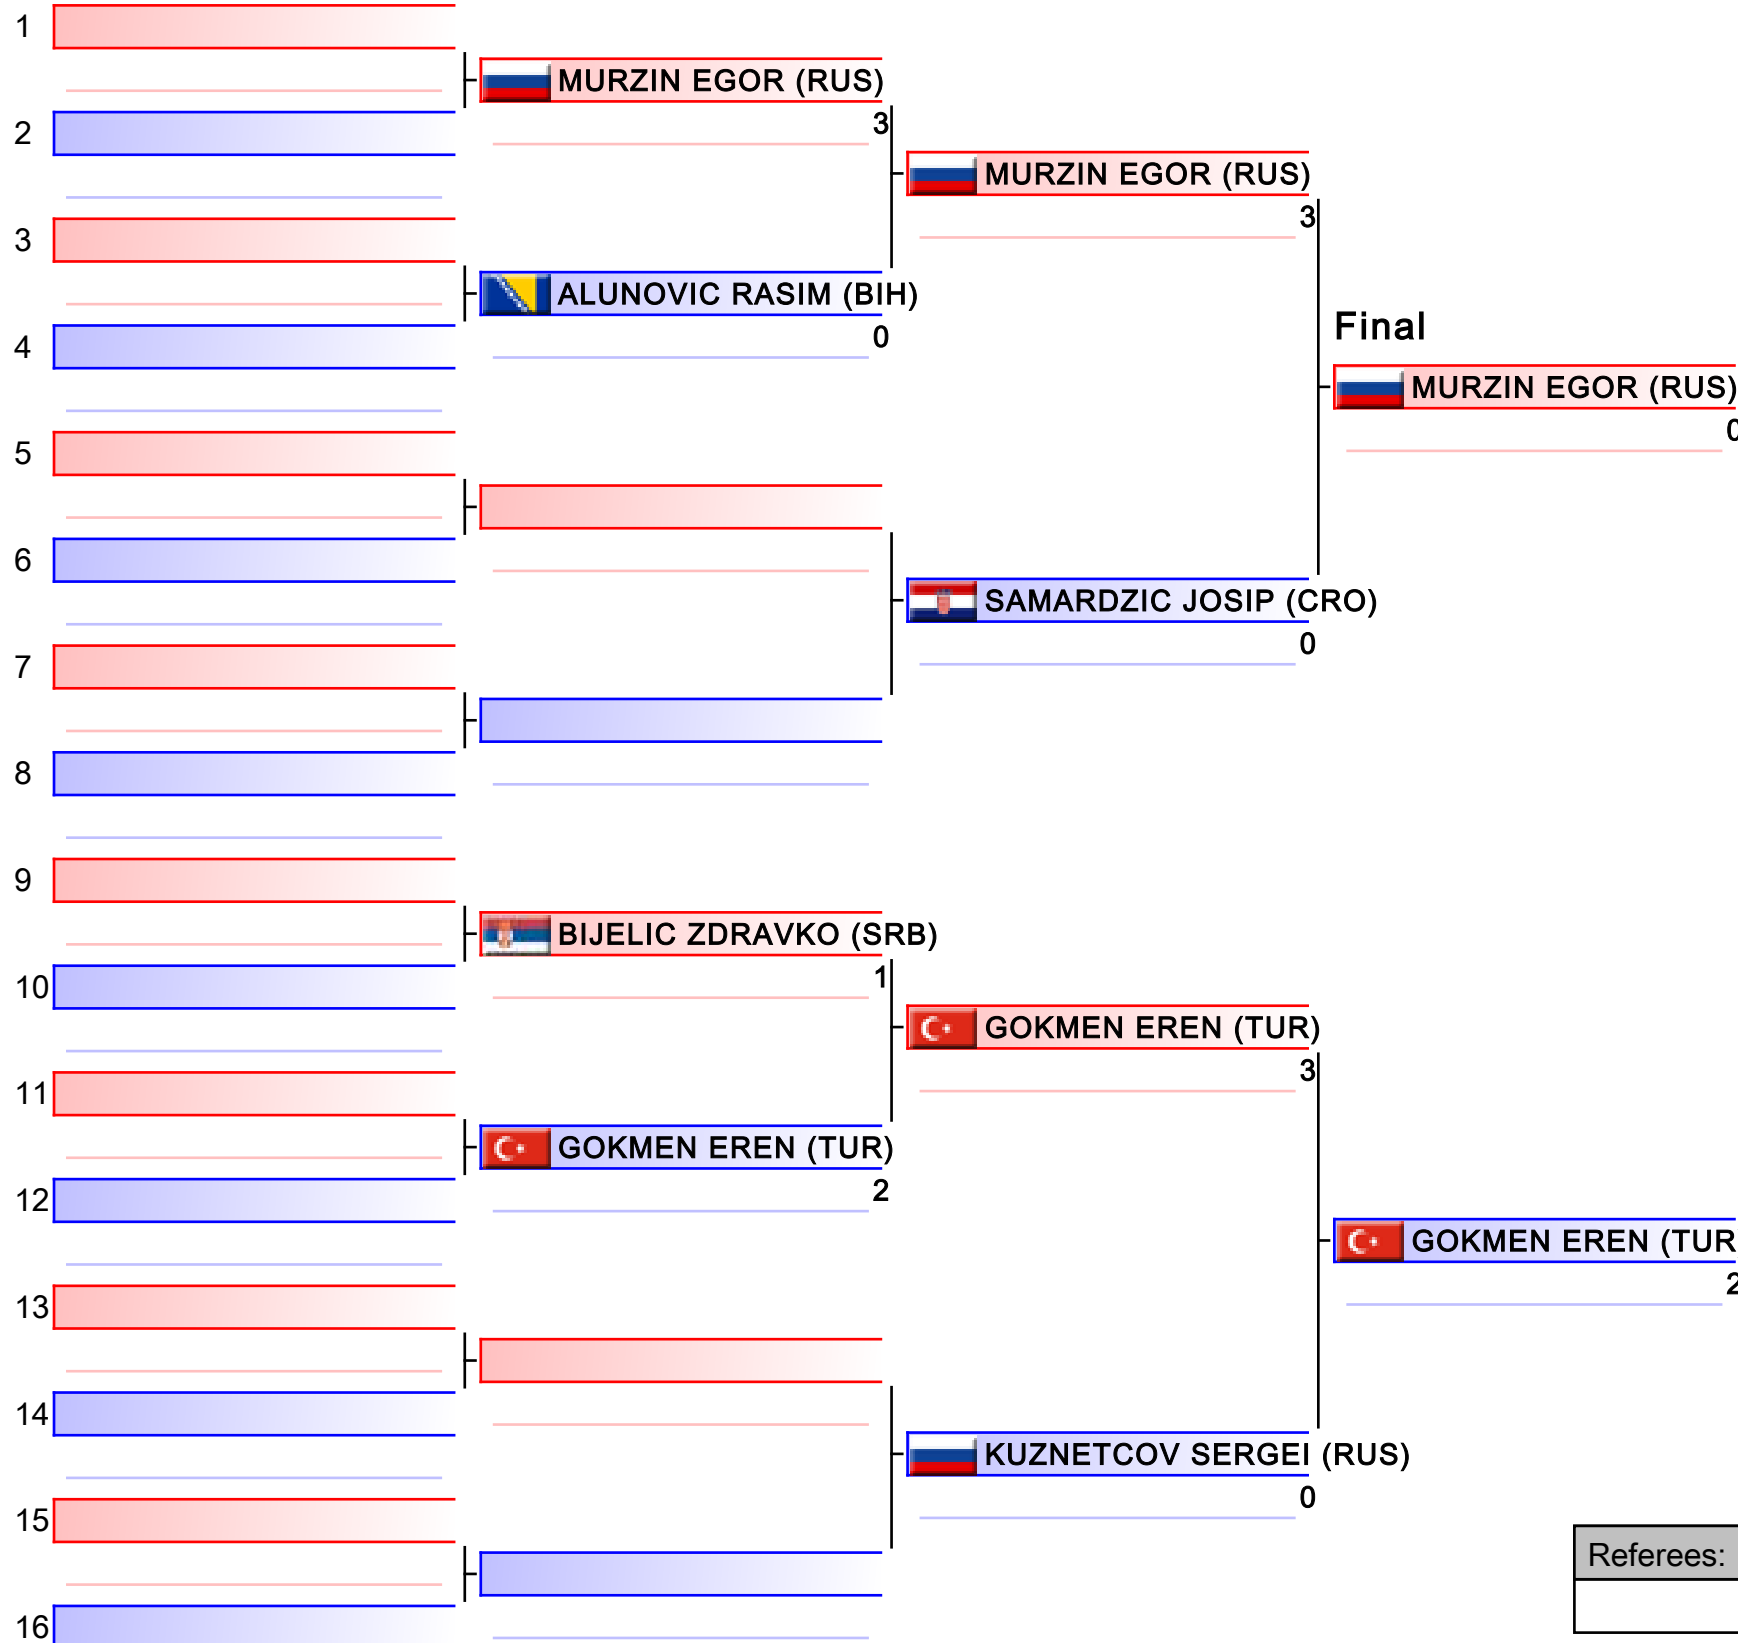 1
MURZIN EGOR (RUS)
3
2
MURZIN EGOR (RUS)
3
3
ALUNOVIC RASIM (BIH)
0
4
Final
MURZIN EGOR (RUS)
0
5
6
SAMARDZIC JOSIP (CRO)
0
7
8
9
BIJELIC ZDRAVKO (SRB)
1
10
GOKMEN EREN (TUR)
3
11
GOKMEN EREN (TUR)
2
12
GOKMEN EREN (TUR
2
13
14
KUZNETCOV SERGEI (RUS)
0
15
Referees:
16